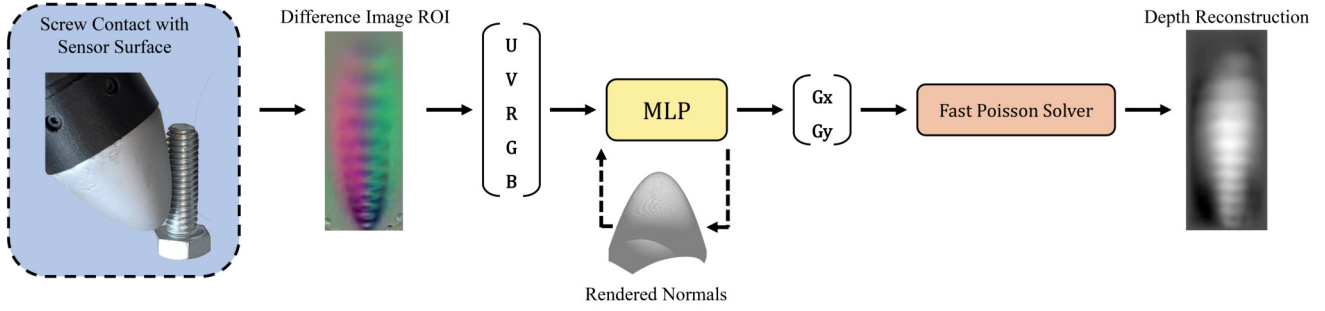 Screw Contact with
Sensor Surface
Difference Image ROI
U
V
R
G
B
MLP
Rendered Normals
Gx
Gy
Fast Poisson Solver
Depth Reconstruction